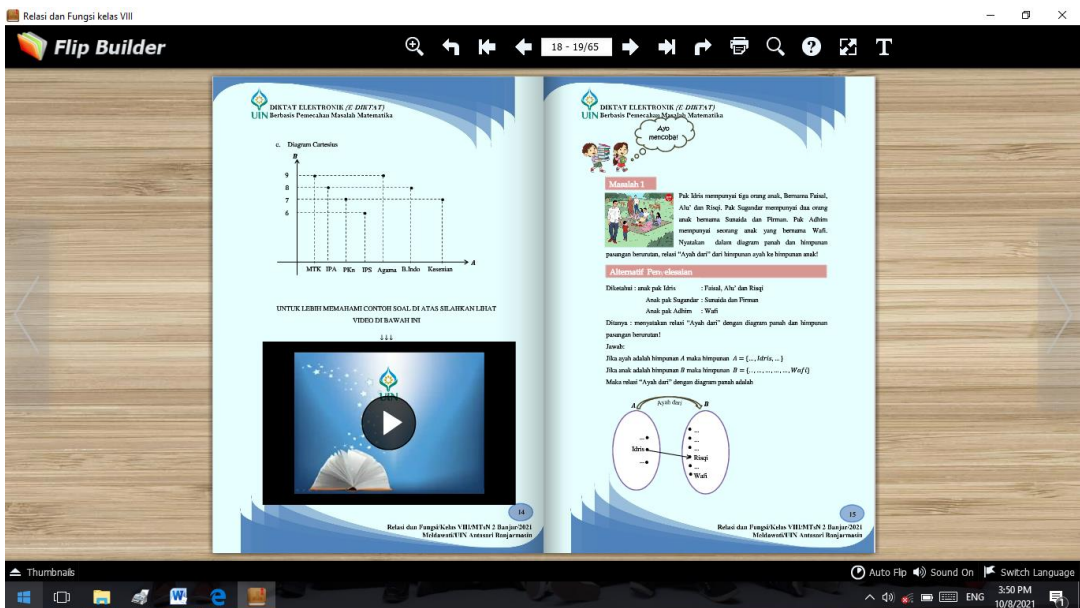 Relasi dan Fungsi kelas VIII
Flip Builder
18 - 19/65
DIKTAT ELEKTRONIK (E DIKTAT)
UIN Berbasis Pemecahan Masalah Matematika
c. Diagram Cartesius
B
9
8
7
6
A
MTK IPA PKn IPS Agama B.Indo Kesenian
UNTUK LEBIH MEMAHAMI CONTOH SOAL DI ATAS SILAHKAN LIHAT
VIDEO DI BAWAH INI
↓↓↓
UIN
14
Relasi dan Fungsi/Kelas VIII/MTsN 2 Banjar/2021
Meldawati/UIN Antasari Banjarmasin
DIKTAT ELEKTRONIK (E DIKTAT)
UIN Berbasis Pemecahan Masalah Matematika
Ayo
mencoba!
Masalah 1
Pak Idris mempunyai tiga orang anak, Bernama Faisal,
Alu' dan Risqi. Pak Sugandar mempunyai dua orang
anak bernama Sunaida dan Firman. Pak Adhim
mempunyai seorang anak yang bernama Wafi.
Nyatakan dalam diagram panah dan himpunan
pasangan berurutan, relasi "Ayah dari" dari himpunan ayah ke himpunan anak!
Alternatif Penyelesaian
Diketahui : anak pak Idris : Faisal, Alu' dan Risqi
Anak pak Sugandar : Sunaida dan Firman
Anak pak Adhim : Wafi
Ditanya : menyatakan relasi "Ayah dari" dengan diagram panah dan himpunan
pasangan berurutan!
Jawab:
Jika ayah adalah himpunan A maka himpunan A = {..., Idris, ...}
Jika anak adalah himpunan B maka himpunan B = {..., ..., ..., ..., ..., Wafi}
Maka relasi "Ayah dari" dengan diagram panah adalah
A Ayah dari B
...
...
...
Idris
...
Risqi
...
...
Wafi
15
Relasi dan Fungsi/Kelas VIII/MTsN 2 Banjar/2021
Meldawati/UIN Antasari Banjarmasin
Thumbnails
Auto Flip Sound On Switch Language
ENG
3:50 PM
10/8/2021